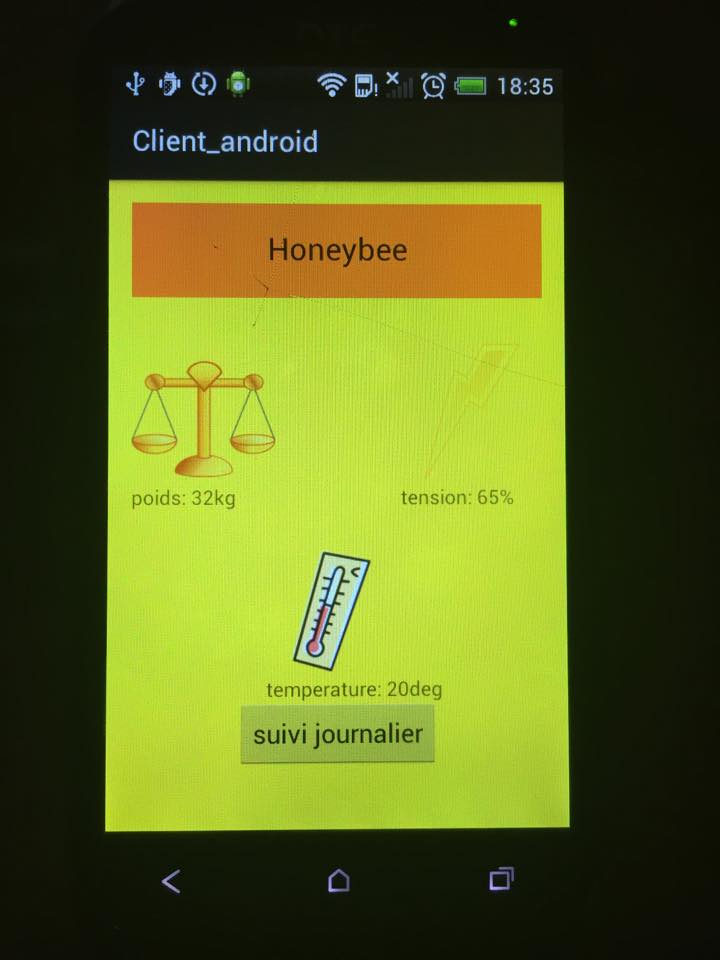 18:35
Client_android
Honeybee
poids: 32kg
tension: 65%
temperature: 20deg
suivi journalier